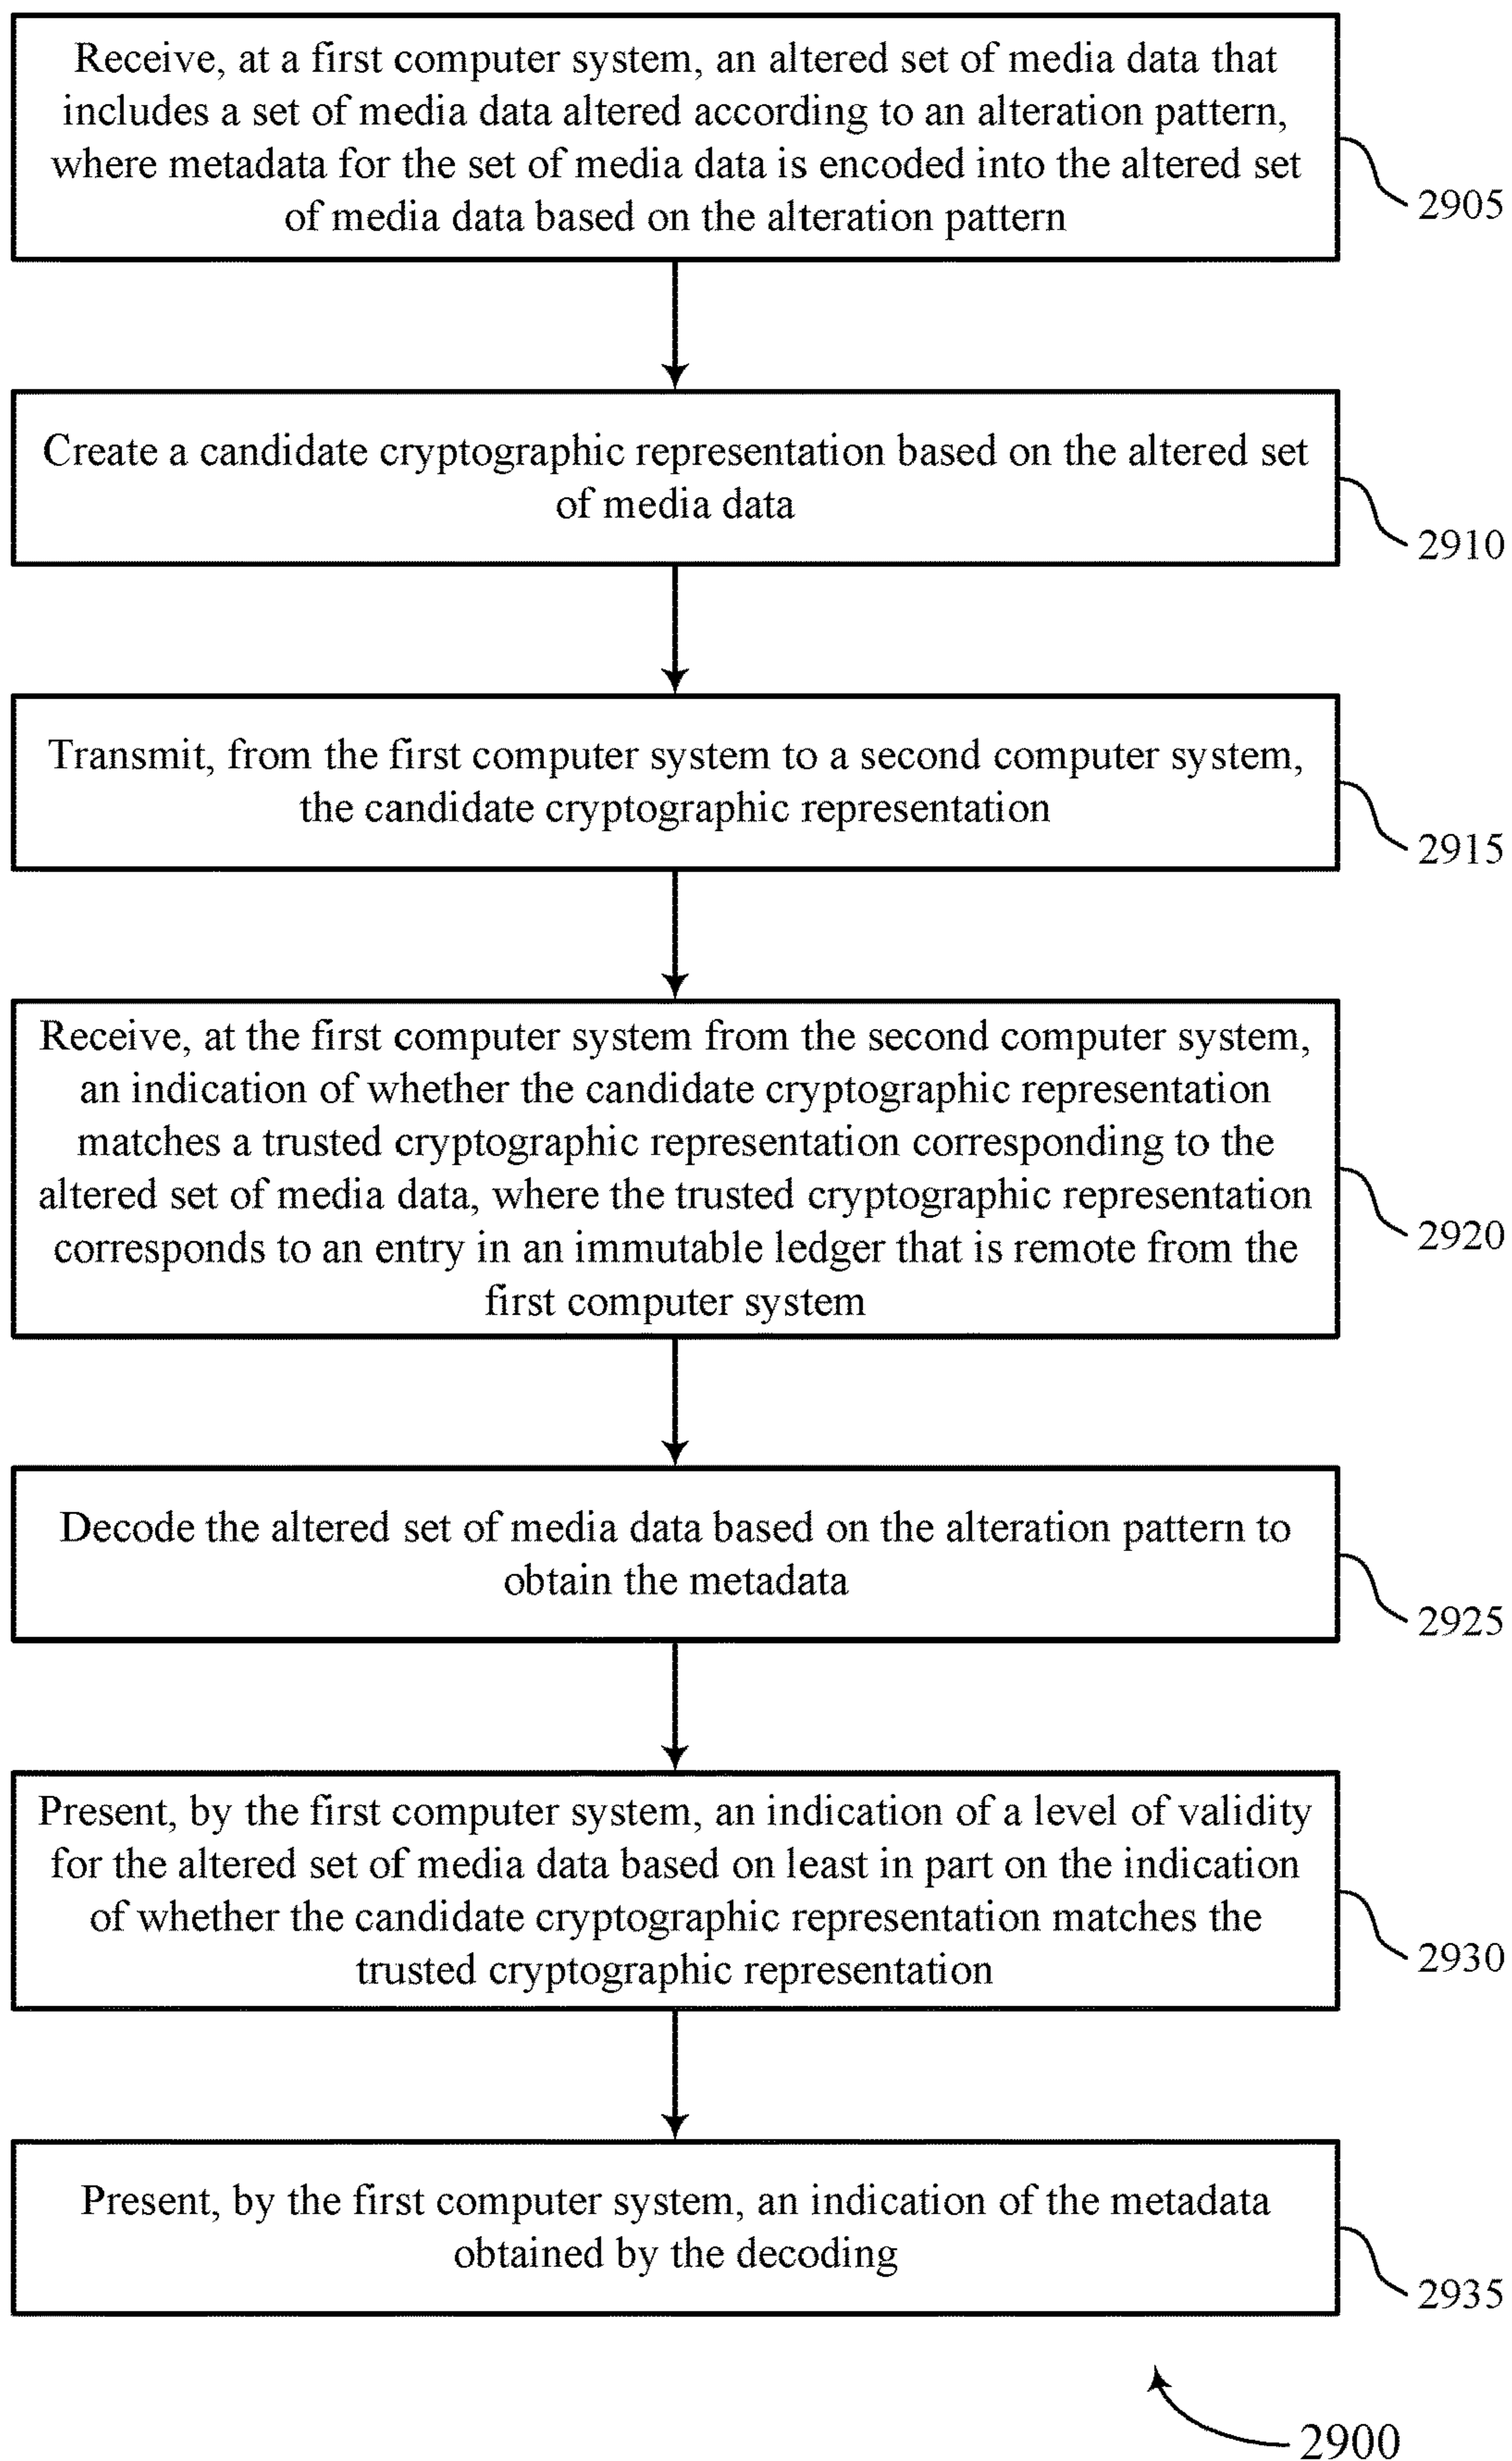 Receive, at a first computer system, an altered set of media data that
includes a set of media data altered according to an alteration pattern,
where metadata for the set of media data is encoded into the altered set
of media data based on the alteration pattern
2905
Create a candidate cryptographic representation based on the altered set
of media data
2910
Transmit, from the first computer system to a second computer system,
the candidate cryptographic representation
2915
Receive, at the first computer system from the second computer system,
an indication of whether the candidate cryptographic representation
matches a trusted cryptographic representation corresponding to the
altered set of media data, where the trusted cryptographic representation
corresponds to an entry in an immutable ledger that is remote from the
first computer system
2920
Decode the altered set of media data based on the alteration pattern to
obtain the metadata
2925
Present, by the first computer system, an indication of a level of validity
for the altered set of media data based on least in part on the indication
of whether the candidate cryptographic representation matches the
trusted cryptographic representation
2930
Present, by the first computer system, an indication of the metadata
obtained by the decoding
2935
2900